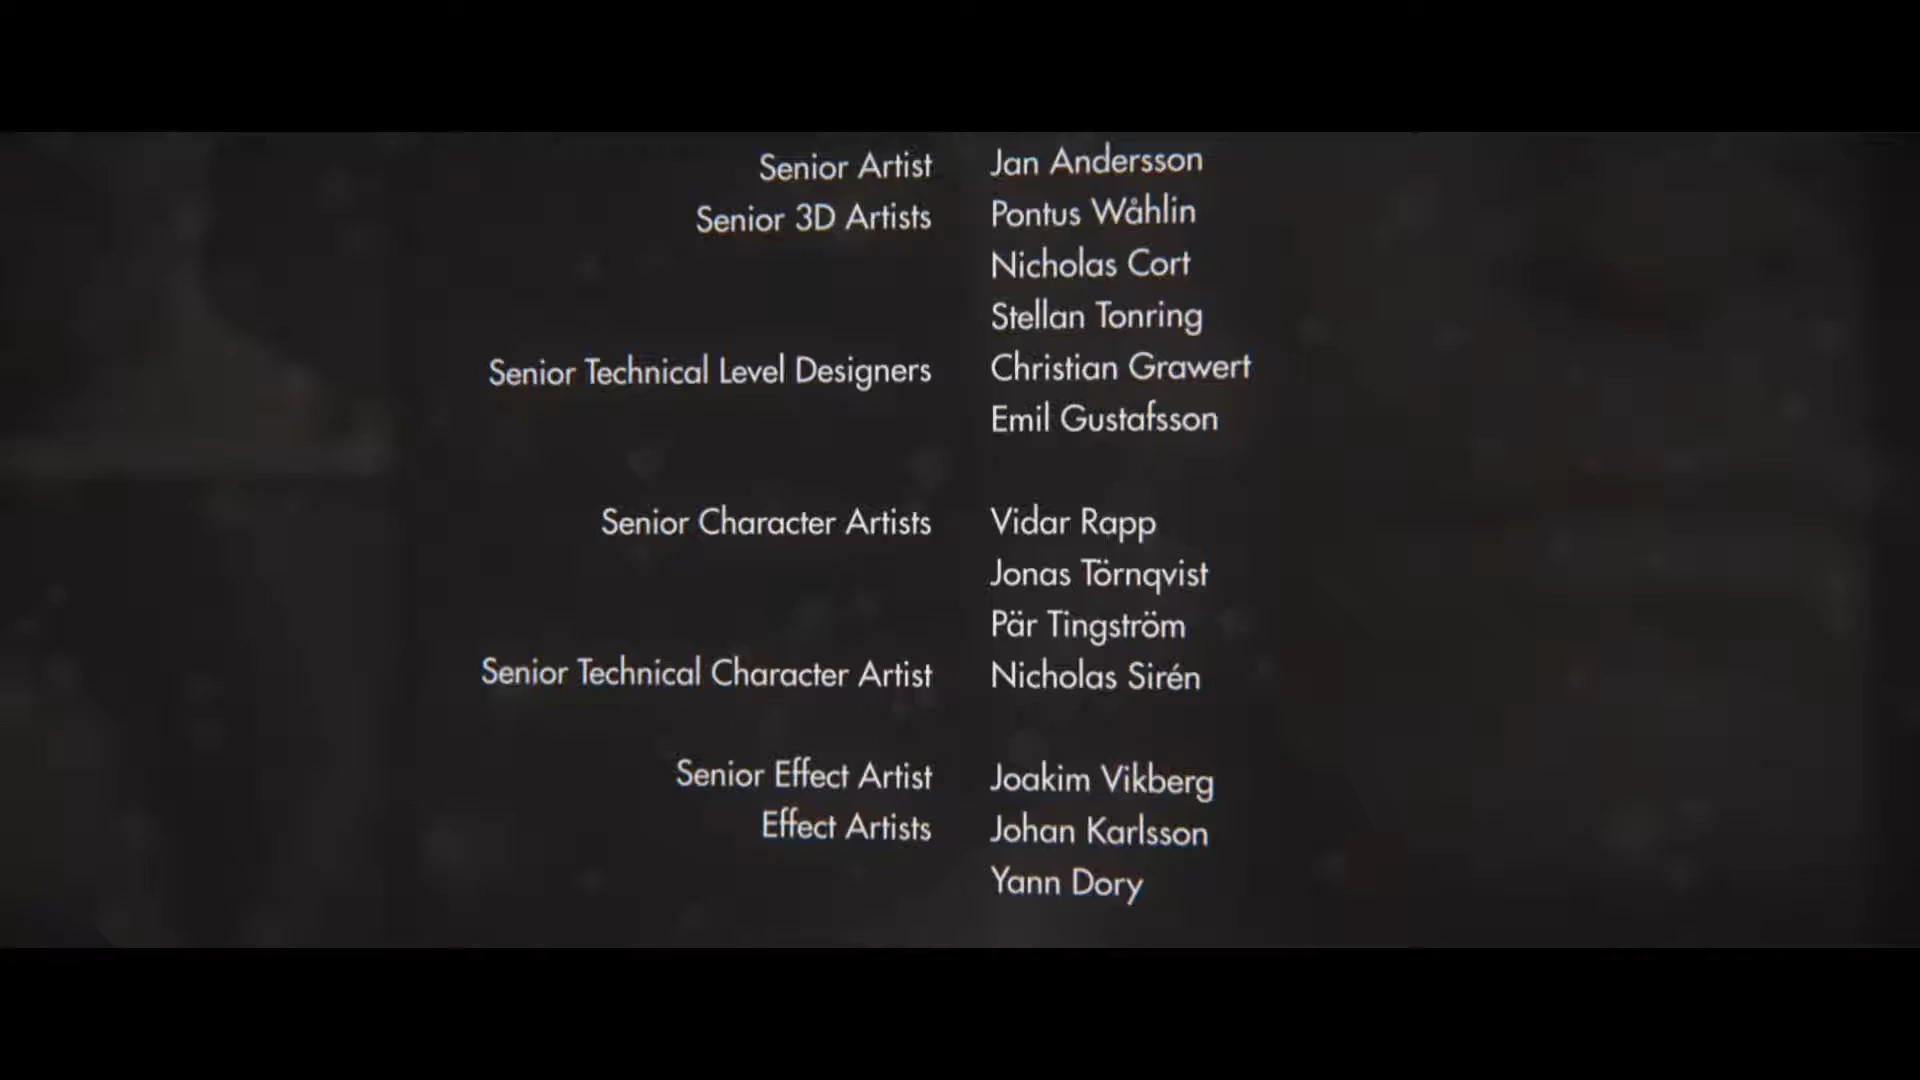 Senior Artist Jan Andersson
Senior 3D Artists Pontus Wåhlin
Nicholas Cort
Stellan Tonring
Senior Technical Level Designers Christian Grawert
Emil Gustafsson
Senior Character Artists Vidar Rapp
Jonas Törnqvist
Pär Tingström
Senior Technical Character Artist Nicholas Sirén
Senior Effect Artist Joakim Vikberg
Effect Artists Johan Karlsson
Yann Dory